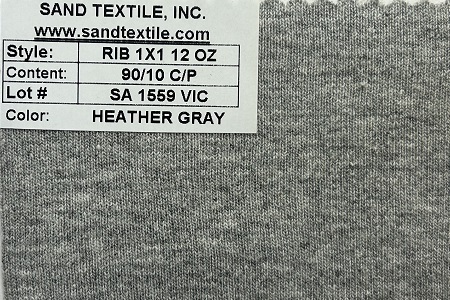 SAND TEXTILE, INC.
www.sandtextile.com
Style: RIB 1X1 12 OZ
Content: 90/10 C/P
Lot # SA 1559 VIC
Color: HEATHER GRAY